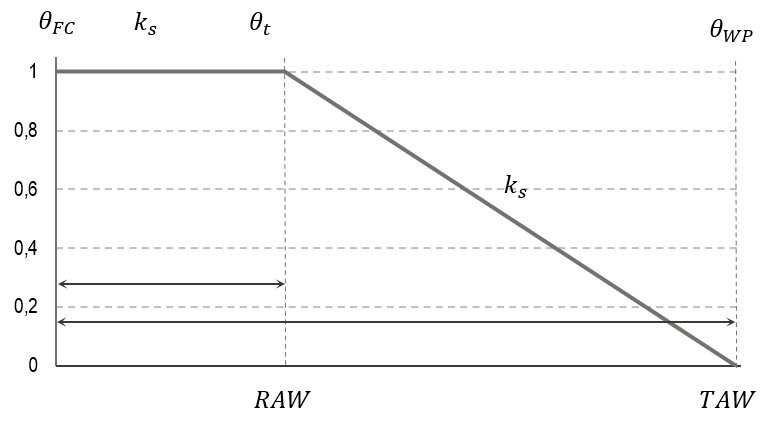 θFC ks θt θWP
1
0,8
0,6
ks
0,4
0,2
0
RAW TAW